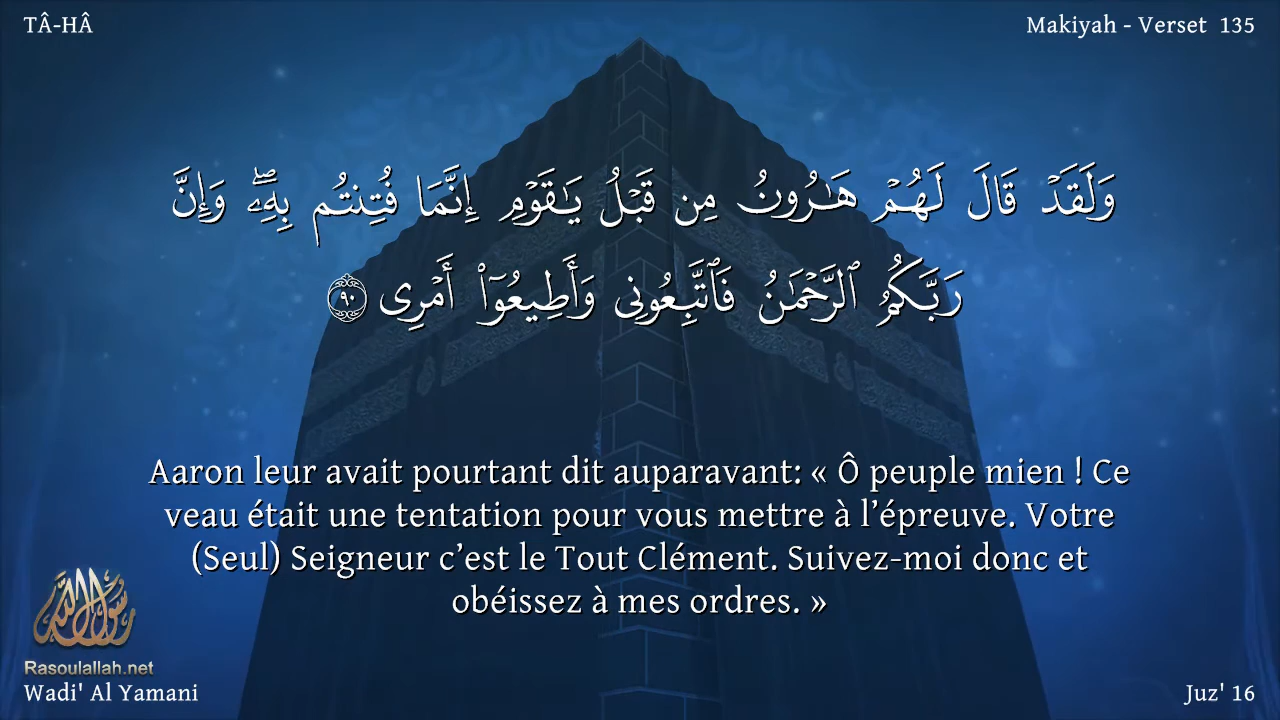 TÂ-HÂ
Makiyah - Verset 135
وَلَقَدْ قَالَ لَهُمْ هَـٰرُونُ مِن قَبْلُ يَـٰقَوْمِ إِنَّمَا فُتِنتُم بِهِۦ ۖ وَإِنَّ
رَبَّكُمُ ٱلرَّحْمَـٰنُ فَٱتَّبِعُونِى وَأَطِيعُوٓا۟ أَمْرِى ٩٠
Aaron leur avait pourtant dit auparavant: « Ô peuple mien ! Ce
veau était une tentation pour vous mettre à l’épreuve. Votre
(Seul) Seigneur c’est le Tout Clément. Suivez-moi donc et
obéissez à mes ordres. »
رسول الله
Rasoulallah.net
Wadi' Al Yamani
Juz' 16